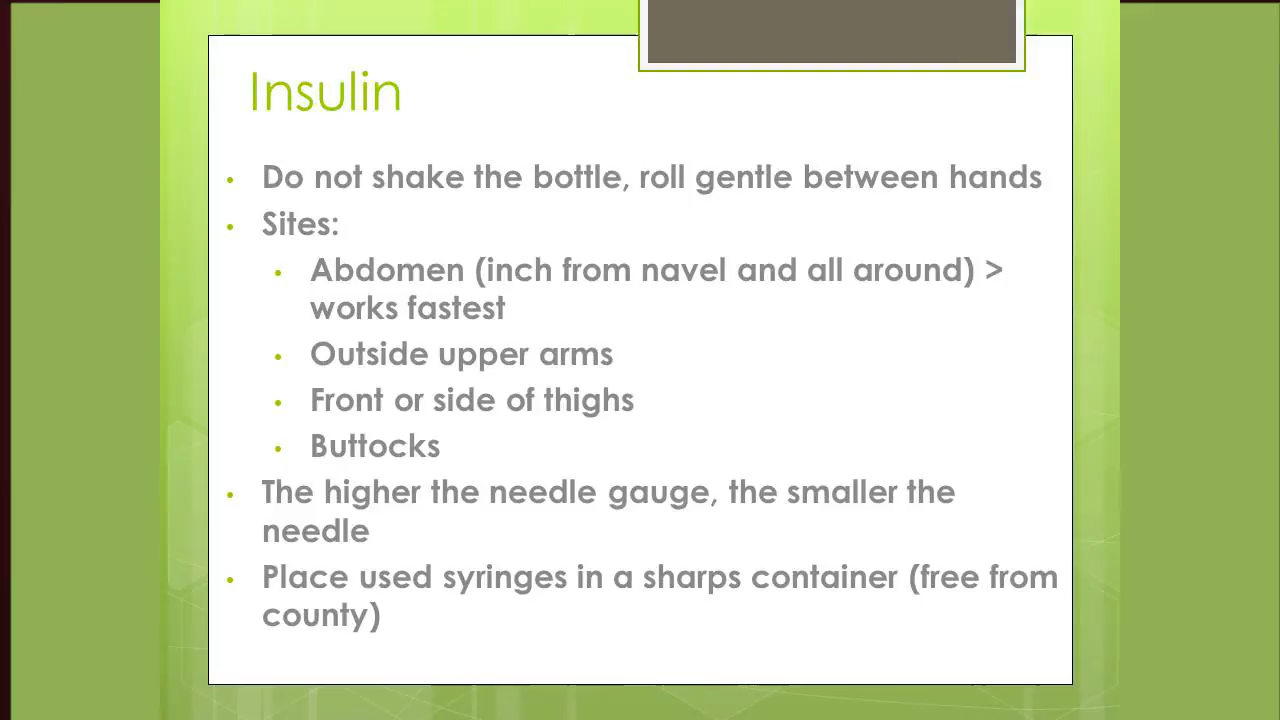 Insulin
• Do not shake the bottle, roll gentle between hands
• Sites:
• Abdomen (inch from navel and all around) >
works fastest
• Outside upper arms
• Front or side of thighs
• Buttocks
• The higher the needle gauge, the smaller the
needle
• Place used syringes in a sharps container (free from
county)